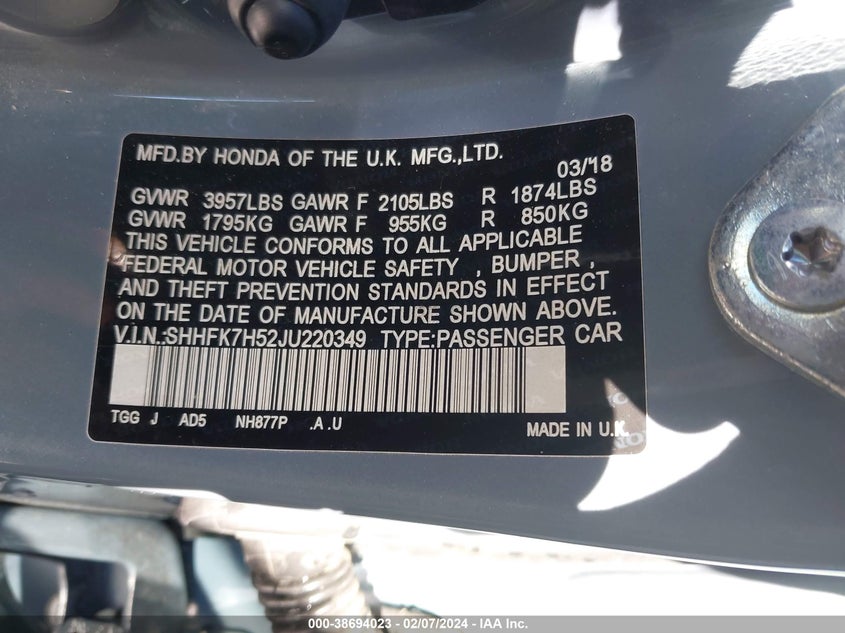 MFD.BY HONDA OF THE U.K. MFG.,LTD.
03/18
GVWR 3957LBS GAWR F 2105LBS R 1874LBS
GVWR 1795KG GAWR F 955KG R 850KG
THIS VEHICLE CONFORMS TO ALL APPLICABLE
FEDERAL MOTOR VEHICLE SAFETY , BUMPER ,
AND THEFT PREVENTION STANDARDS IN EFFECT
ON THE DATE OF MANUFACTURE SHOWN ABOVE.
V.I.N.:SHHFK7H52JU220349 TYPE:PASSENGER CAR
TGG J AD5 NH877P .A .U MADE IN U.K.
000-38694023 - 02/07/2024 - IAA Inc.